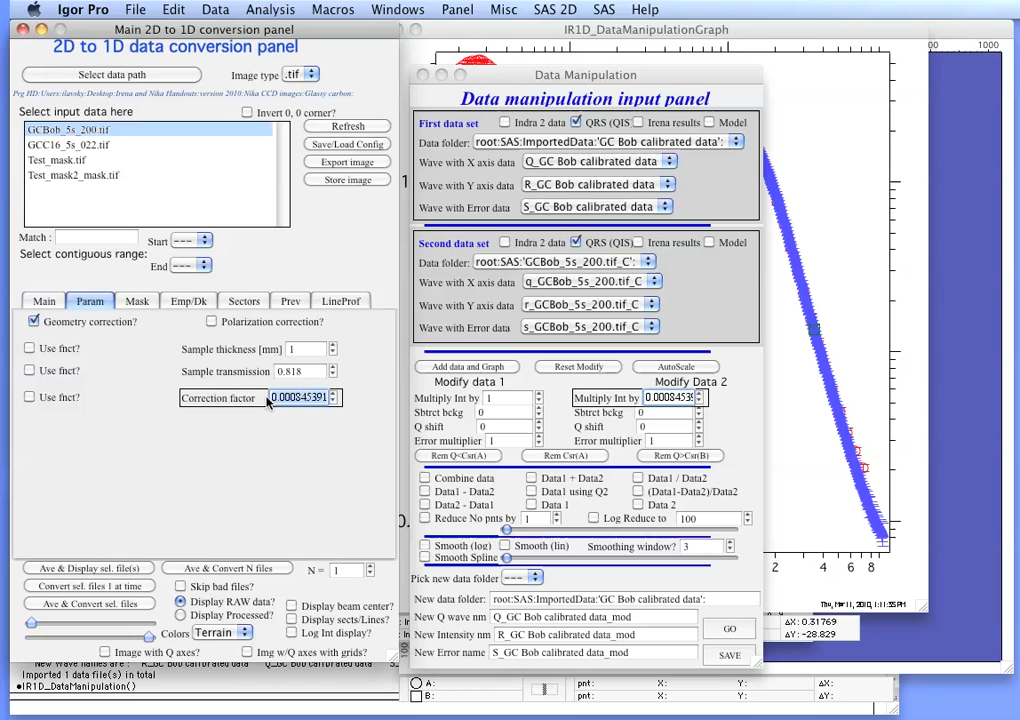 Igor Pro File Edit Data Analysis Macros Windows Panel Misc SAS 2D SAS Help
Main 2D to 1D conversion panel
2D to 1D data conversion panel
Select data path
Image type .tif
Prg HD:Users:ilavsky:Desktop:Irena and Nika Handouts:version 2010:Nika CCD images:Glassy carbon:
Select input data here
Invert 0, 0 corner?
GCBob_5s_200.tif
GCC16_5s_022.tif
Test_mask.tif
Test_mask2_mask.tif
Refresh
Save/Load Config
Export image
Store image
Match :
Start ---
Select contiguous range:
End ---
Main Param Mask Emp/Dk Sectors Prev LineProf
Geometry correction? Polarization correction?
Use fnct? Sample thickness [mm] 1
Use fnct? Sample transmission 0.818
Use fnct? Correction factor 0.000845391
Ave & Display sel. file(s) Ave & Convert N files N = 1
Convert sel. files 1 at time Skip bad files?
Ave & Convert sel. files Display RAW data? Display beam center?
Display Processed? Display sects/Lines?
Colors Terrain Log Int display?
Image with Q axes? Img w/Q axes with grids?
Imported 1 data file(s) in total
•IR1D_DataManipulation()
IR1D_DataManipulationGraph
Data Manipulation
Data manipulation input panel
First data set Indra 2 data QRS (QIS) Irena results Model
Data folder: root:SAS:ImportedData:'GC Bob calibrated data':
Wave with X axis data Q_GC Bob calibrated data
Wave with Y axis data R_GC Bob calibrated data
Wave with Error data S_GC Bob calibrated data
Second data set Indra 2 data QRS (QIS) Irena results Model
Data folder: root:SAS:'GCBob_5s_200.tif_C':
Wave with X axis data q_GCBob_5s_200.tif_C
Wave with Y axis data r_GCBob_5s_200.tif_C
Wave with Error data s_GCBob_5s_200.tif_C
Add data and Graph Reset Modify AutoScale
Modify data 1 Modify Data 2
Multiply Int by 1 Multiply Int by 0.00084539
Sbtrct bckg 0 Sbtrct bckg 0
Q shift 0 Q shift 0
Error multiplier 1 Error multiplier 1
Rem Q<Csr(A) Rem Csr(A) Rem Q>Csr(B)
Combine data Data1 + Data2 Data1 / Data2
Data1 - Data2 Data1 using Q2 (Data1-Data2)/Data2
Data2 - Data1 Data 1 Data 2
Reduce No pnts by 1 Log Reduce to 100
Smooth (log) Smooth (lin) Smoothing window? 3
Smooth Spline
Pick new data folder ---
New data folder: root:SAS:ImportedData:'GC Bob calibrated data':
New Q wave nm Q_GC Bob calibrated data_mod
New Intensity nm R_GC Bob calibrated data_mod
New Error name S_GC Bob calibrated data_mod
GO
SAVE
00 1000
2 4 6 8
Thu, Mar 11, 2010, 1:11:35 PM
ΔX: 0.31769
ΔY: -28.829
A: pnt: X: Y: ΔX:
B: pnt: X: Y: ΔY: